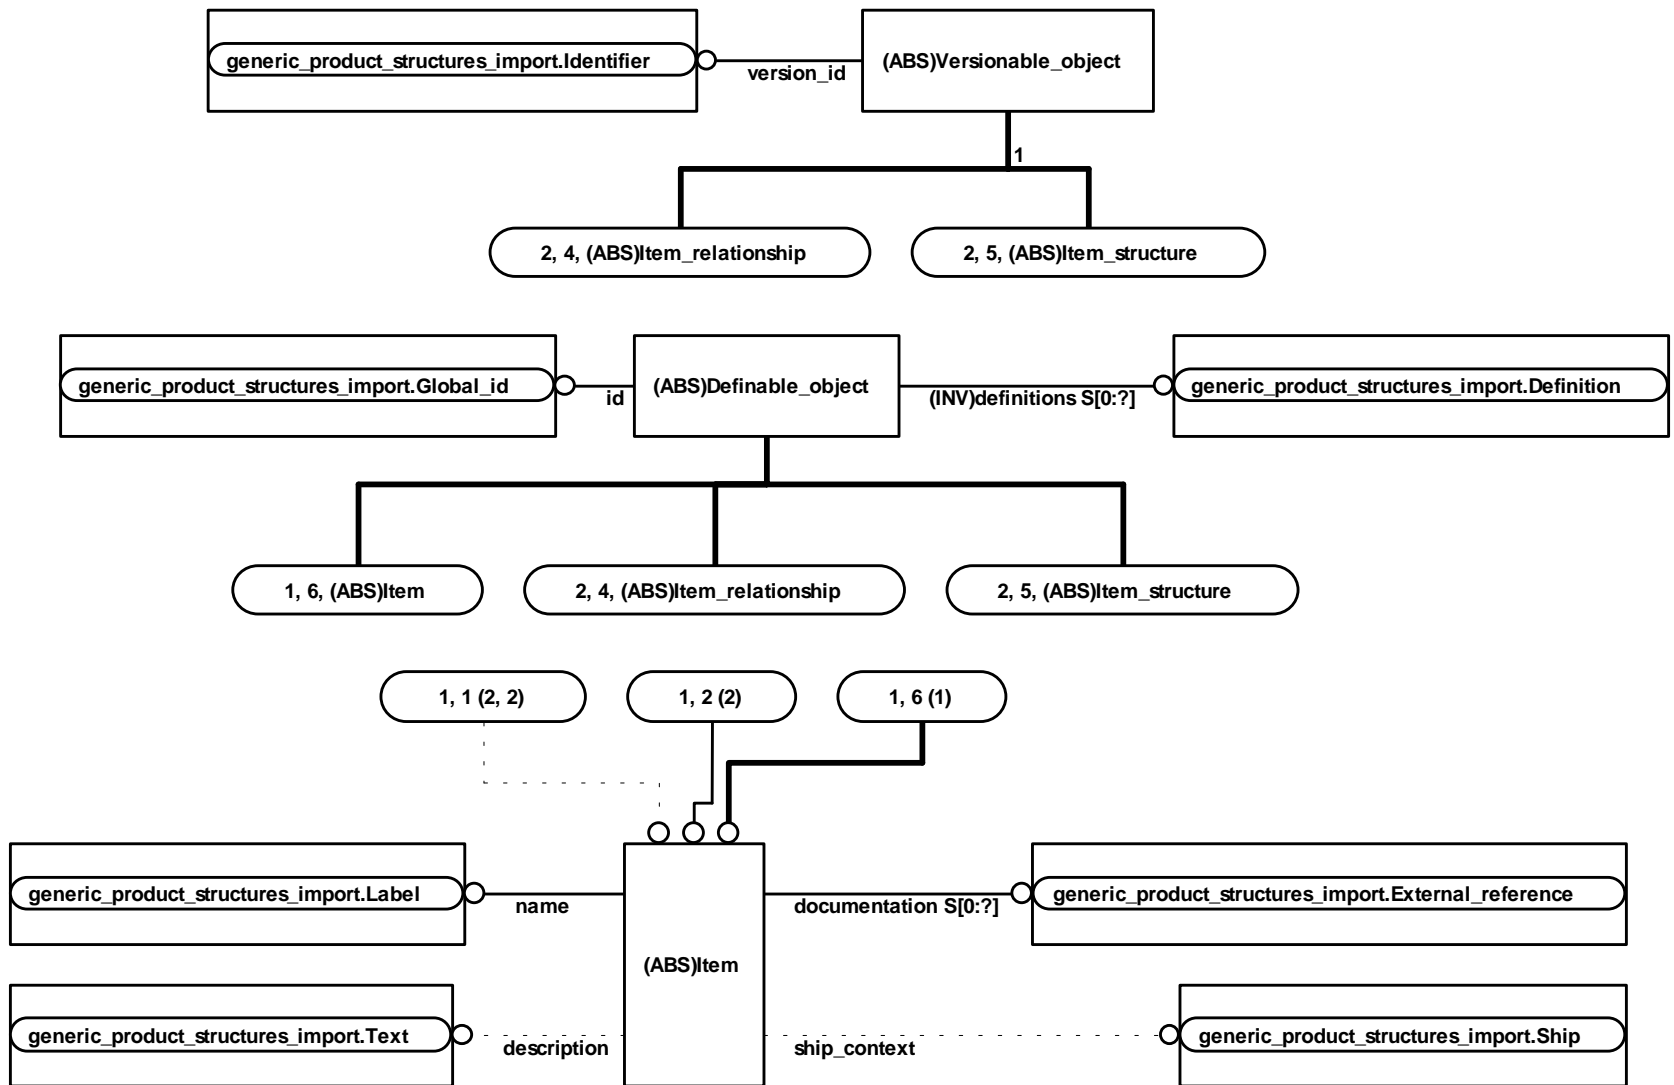 generic_product_structures_import.Identifier
version_id
(ABS)Versionable_object
1
2, 4, (ABS)Item_relationship
2, 5, (ABS)Item_structure
generic_product_structures_import.Global_id
id
(ABS)Definable_object
(INV)definitions S[0:?]
generic_product_structures_import.Definition
1, 6, (ABS)Item
2, 4, (ABS)Item_relationship
2, 5, (ABS)Item_structure
1, 1 (2, 2)
1, 2 (2)
1, 6 (1)
generic_product_structures_import.Label
name
documentation S[0:?]
generic_product_structures_import.External_reference
(ABS)Item
generic_product_structures_import.Text
description
ship_context
generic_product_structures_import.Ship